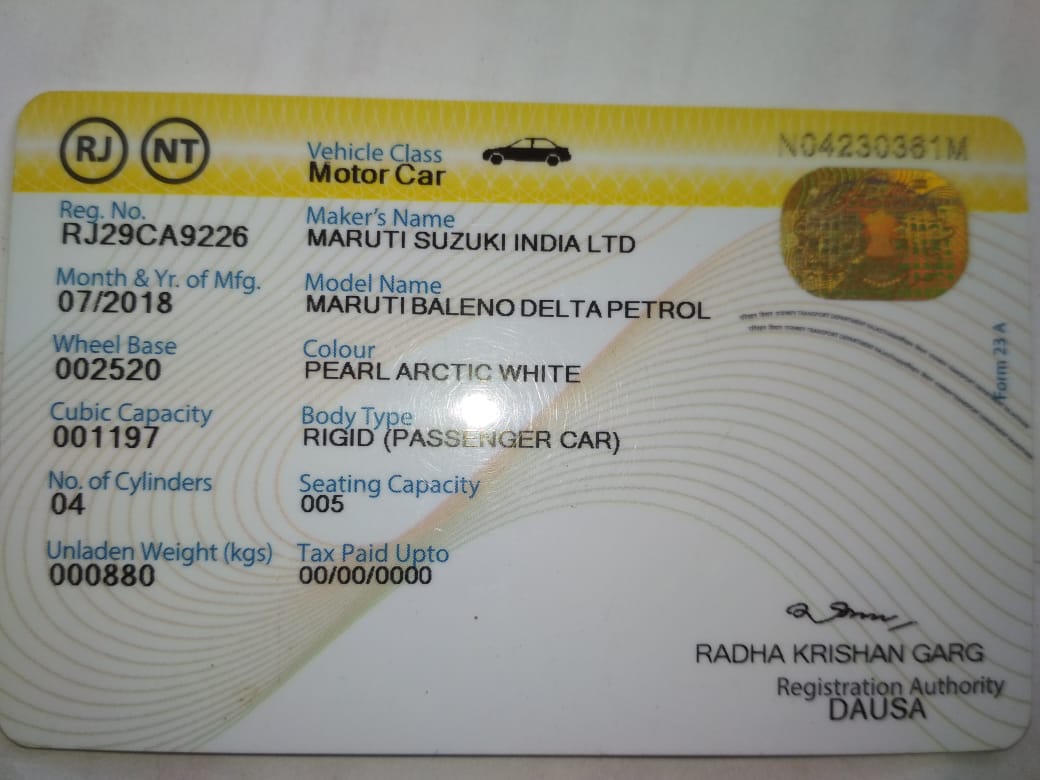 RJ NT
Vehicle Class
Motor Car
N04230361M
Reg. No.
RJ29CA9226
Maker's Name
MARUTI SUZUKI INDIA LTD
Month & Yr. of Mfg.
07/2018
Model Name
MARUTI BALENO DELTA PETROL
Wheel Base
002520
Colour
PEARL ARCTIC WHITE
Form 23 A
Cubic Capacity
001197
Body Type
RIGID (PASSENGER CAR)
No. of Cylinders
04
Seating Capacity
005
Unladen Weight (kgs)
000880
Tax Paid Upto
00/00/0000
RADHA KRISHAN GARG
Registration Authority
DAUSA